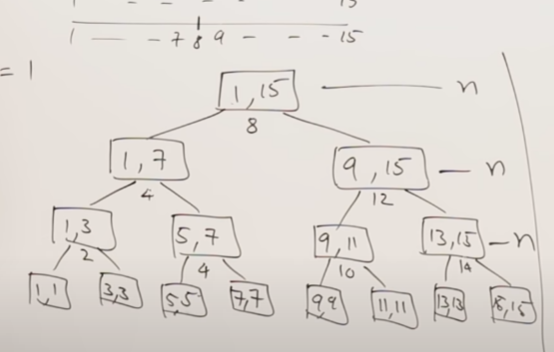 15
1 — - 7 8 9 - - - 15
= 1
1,15 — n
8
1,7 9,15 — n
4 12
1,3 5,7 9,11 13,15 — n
2 4 10 14
1,1 3,3 5,5 7,7 9,9 11,11 13,13 15,15